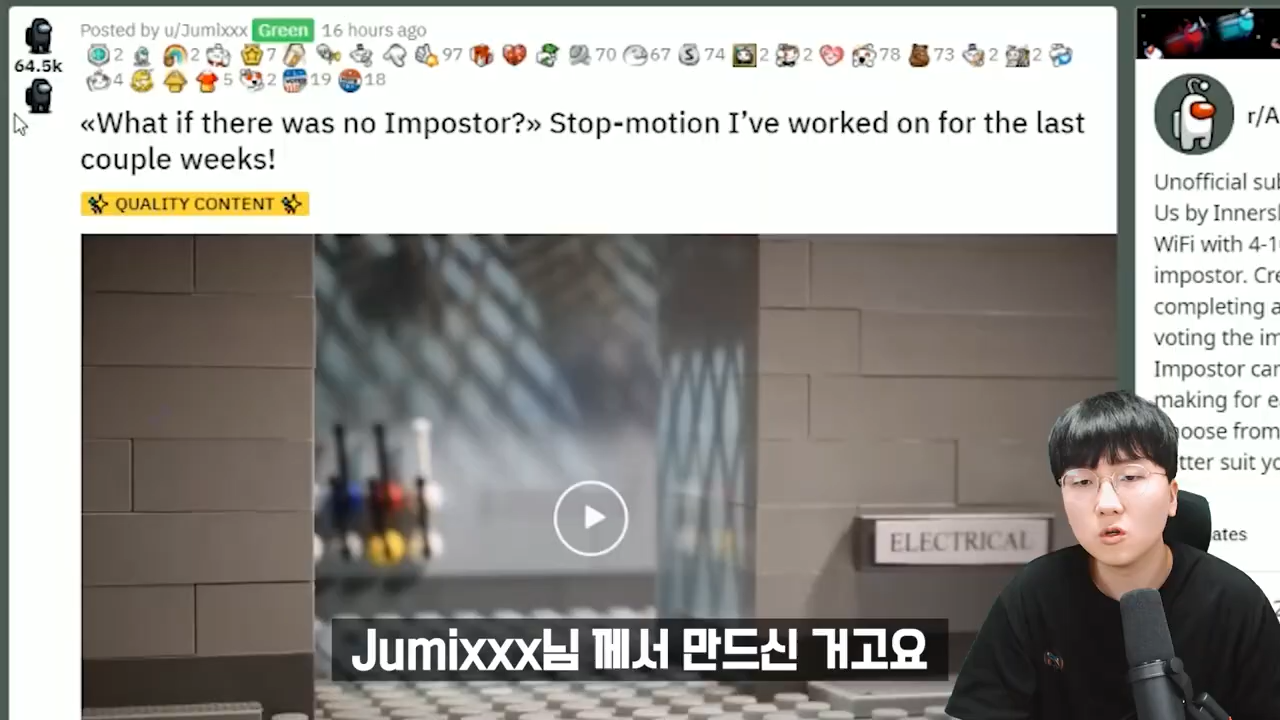 Posted by u/Jumixxx Green 16 hours ago
2 2 7 97 70 67 74 2 2 78 73 2 2
64.5k
4 5 2 19 18
«What if there was no Impostor?» Stop-motion I've worked on for the last
couple weeks!
QUALITY CONTENT
r/A
Unofficial sub
Us by Inners
WiFi with 4-1
impostor. Cre
completing a
voting the im
Impostor can
making for ea
hoose from
tter suit yo
ates
ELECTRICAL
Jumixxx님 께서 만드신 거고요